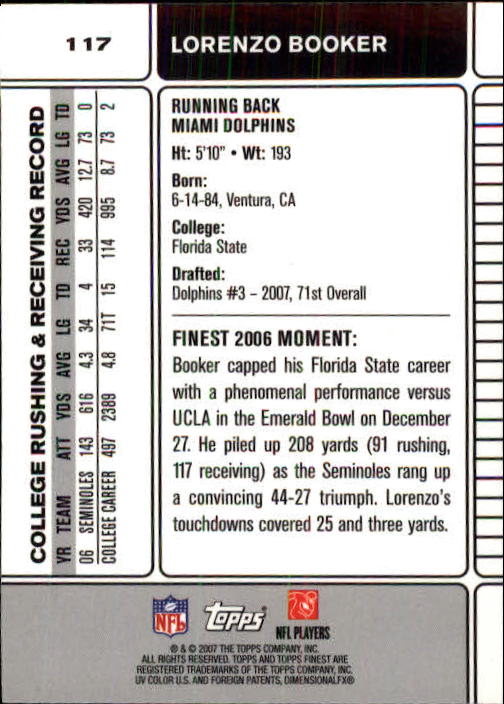 117
LORENZO BOOKER
COLLEGE RUSHING & RECEIVING RECORD
YR TEAM ATT YDS AVG LG TD REC YDS AVG LG TD
06 SEMINOLES 143 616 4.3 34 4 33 420 12.7 73 0
COLLEGE CAREER 497 2389 4.8 71T 15 114 995 8.7 73 2
RUNNING BACK
MIAMI DOLPHINS
Ht: 5'10" • Wt: 193
Born:
6-14-84, Ventura, CA
College:
Florida State
Drafted:
Dolphins #3 – 2007, 71st Overall
FINEST 2006 MOMENT:
Booker capped his Florida State career
with a phenomenal performance versus
UCLA in the Emerald Bowl on December
27. He piled up 208 yards (91 rushing,
117 receiving) as the Seminoles rang up
a convincing 44-27 triumph. Lorenzo's
touchdowns covered 25 and three yards.
NFL
Topps
NFL PLAYERS
® & © 2007 THE TOPPS COMPANY, INC.
ALL RIGHTS RESERVED. TOPPS AND TOPPS FINEST ARE
REGISTERED TRADEMARKS OF THE TOPPS COMPANY, INC.
UV COLOR U.S. AND FOREIGN PATENTS, DIMENSIONALFX®